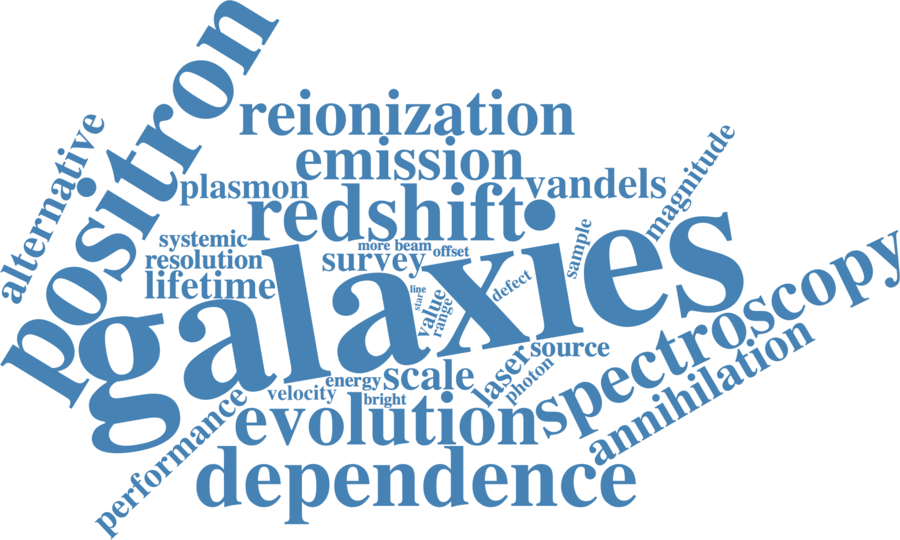 positron
reionization
alternative
emission
magnitude
plasmon
vandels
redshift
systemic
more beam
offset
sample
resolution
survey
lifetime
galaxies
line
star
value
range
defect
spectroscopy
laser
source
photon
annihilation
energy
scale
velocity
bright
performance
evolution
dependence